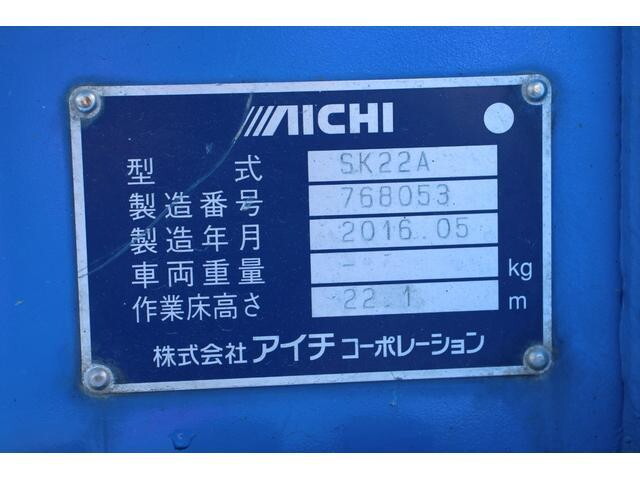 AICHI
型式 SK22A
製造番号 768053
製造年月 2016.05
車両重量 - kg
作業床高さ 22.1 m
株式会社 アイチ コーポレーション